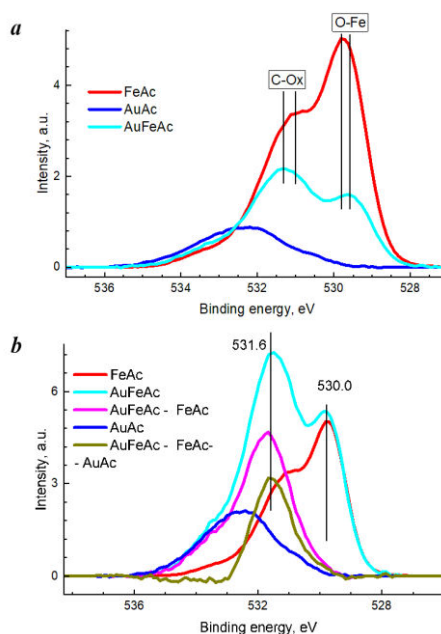 a
O-Fe
C-Ox
FeAc
AuAc
AuFeAc
Intensity, a.u.
4
2
0
536 534 532 530 528
Binding energy, eV
b
531.6
530.0
FeAc
AuFeAc
AuFeAc - FeAc
AuAc
AuFeAc - FeAc-
- AuAc
Intensity, a.u.
6
3
0
536 534 532 530 528
Binding energy, eV